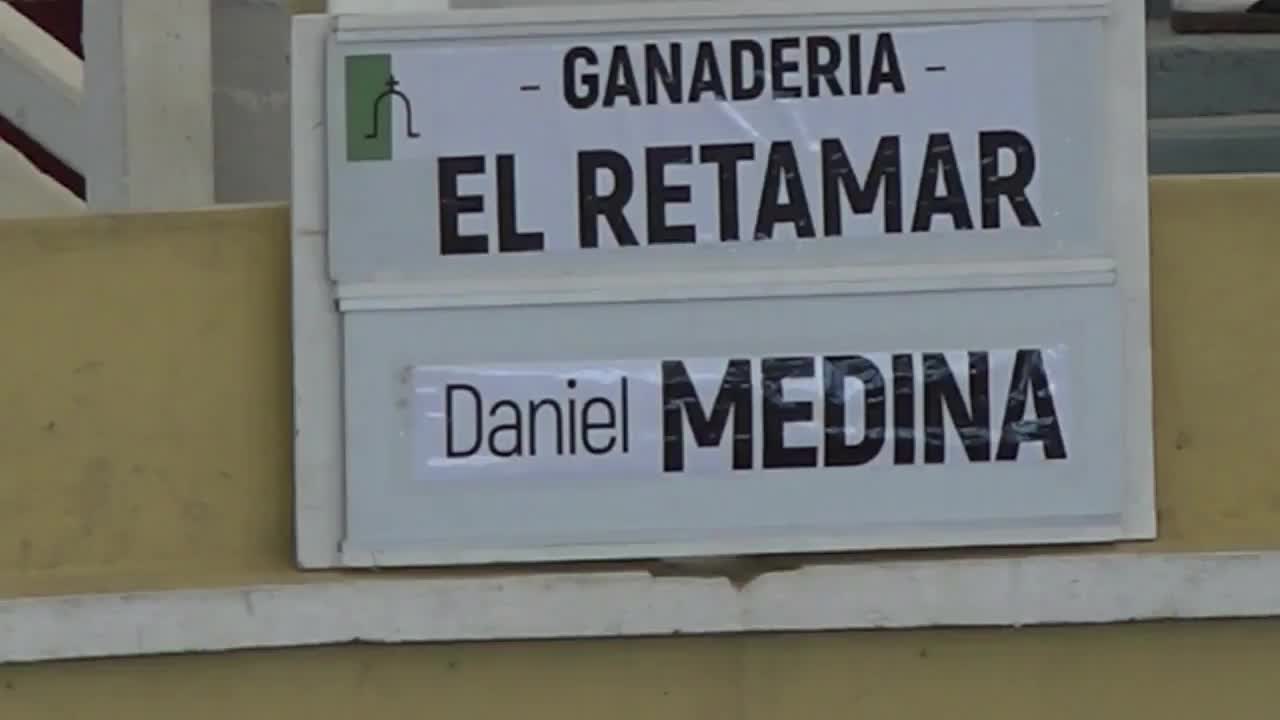 - GANADERIA -
EL RETAMAR
Daniel MEDINA